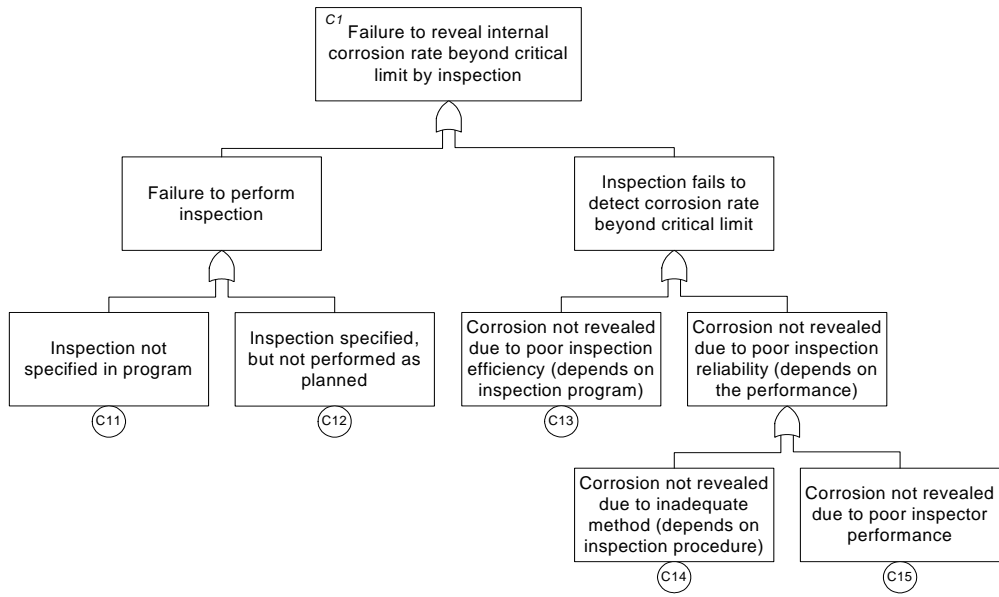 C1
Failure to reveal internal
corrosion rate beyond critical
limit by inspection
Failure to perform
inspection
Inspection fails to
detect corrosion rate
beyond critical limit
Inspection not
specified in program
Inspection specified,
but not performed as
planned
Corrosion not revealed
due to poor inspection
efficiency (depends on
inspection program)
Corrosion not revealed
due to poor inspection
reliability (depends on
the performance)
C11
C12
C13
Corrosion not revealed
due to inadequate
method (depends on
inspection procedure)
Corrosion not revealed
due to poor inspector
performance
C14
C15